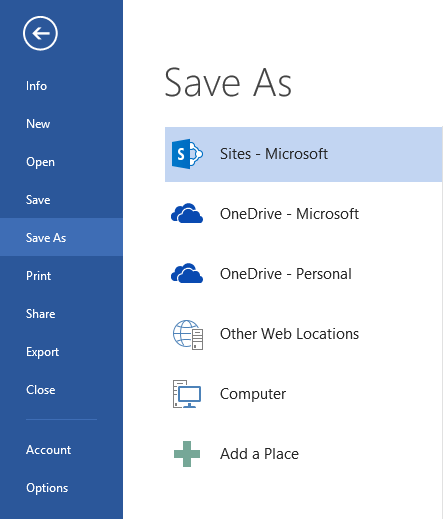 Info
New
Open
Save
Save As
Print
Share
Export
Close
Account
Options
Save As
S
Sites - Microsoft
OneDrive - Microsoft
OneDrive - Personal
Other Web Locations
Computer
Add a Place